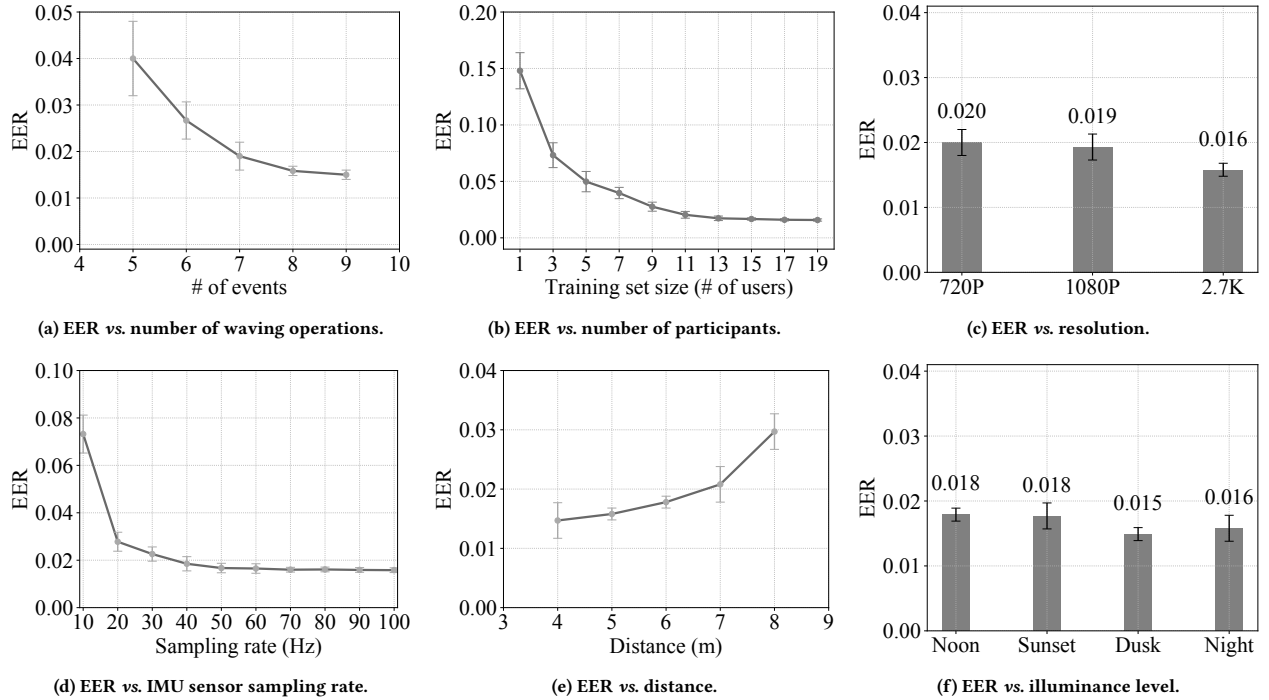 0.05
0.04
0.03
0.02
0.01
0.00
EER
4 5 6 7 8 9 10
# of events
(a) EER vs. number of waving operations.
0.20
0.15
0.10
0.05
0.00
EER
1 3 5 7 9 11 13 15 17 19
Training set size (# of users)
(b) EER vs. number of participants.
0.04
0.03
0.02
0.01
0.00
EER
0.020 0.019 0.016
720P 1080P 2.7K
(c) EER vs. resolution.
0.10
0.08
0.06
0.04
0.02
0.00
EER
10 20 30 40 50 60 70 80 90 100
Sampling rate (Hz)
(d) EER vs. IMU sensor sampling rate.
0.04
0.03
0.02
0.01
0.00
EER
3 4 5 6 7 8 9
Distance (m)
(e) EER vs. distance.
0.04
0.03
0.02
0.01
0.00
EER
0.018 0.018 0.015 0.016
Noon Sunset Dusk Night
(f) EER vs. illuminance level.